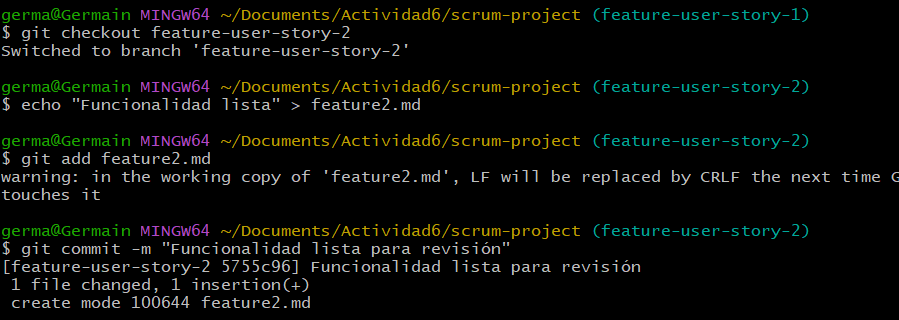 germa@Germain MINGW64 ~/Documents/Actividad6/scrum-project (feature-user-story-1)
$ git checkout feature-user-story-2
Switched to branch 'feature-user-story-2'
germa@Germain MINGW64 ~/Documents/Actividad6/scrum-project (feature-user-story-2)
$ echo "Funcionalidad lista" > feature2.md
germa@Germain MINGW64 ~/Documents/Actividad6/scrum-project (feature-user-story-2)
$ git add feature2.md
warning: in the working copy of 'feature2.md', LF will be replaced by CRLF the next time G
touches it
germa@Germain MINGW64 ~/Documents/Actividad6/scrum-project (feature-user-story-2)
$ git commit -m "Funcionalidad lista para revisión"
[feature-user-story-2 5755c96] Funcionalidad lista para revisión
 1 file changed, 1 insertion(+)
 create mode 100644 feature2.md